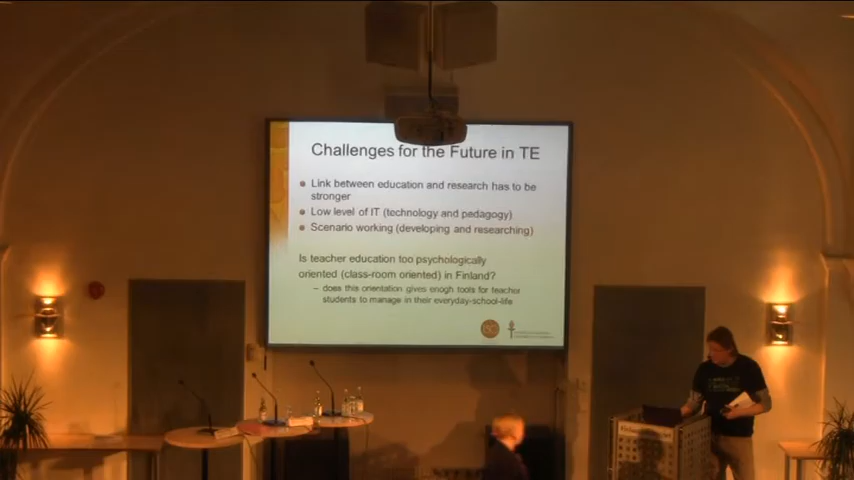 Challenges for the Future in TE
Link between education and research has to be
stronger
Low level of IT (technology and pedagogy)
Scenario working (developing and researching)
Is teacher education too psychologically
oriented (class-room oriented) in Finland?
– does this orientation gives enogh tools for teacher
students to manage in their everyday-school-life